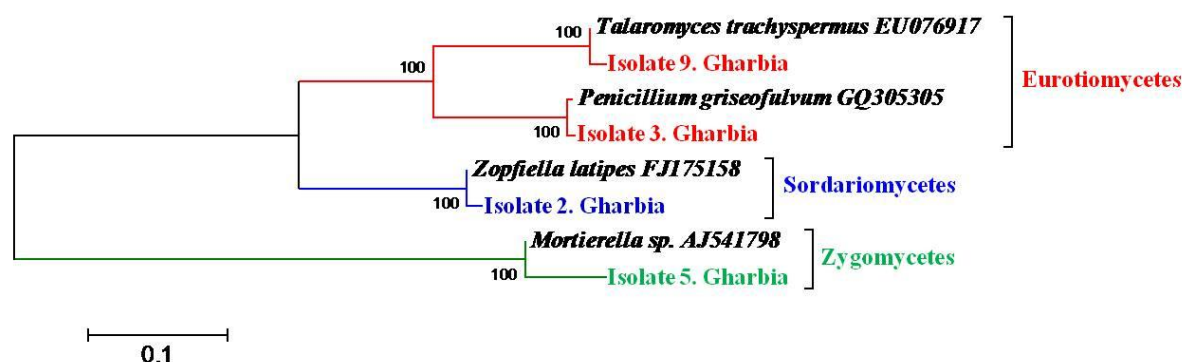 100
Talaromyces trachyspermus EU076917
Isolate 9. Gharbia
100
Eurotiomycetes
Penicillium griseofulvum GQ305305
100
Isolate 3. Gharbia
Zopfiella latipes FJ175158
Sordariomycetes
100
Isolate 2. Gharbia
Mortierella sp. AJ541798
Zygomycetes
100
Isolate 5. Gharbia
0.1